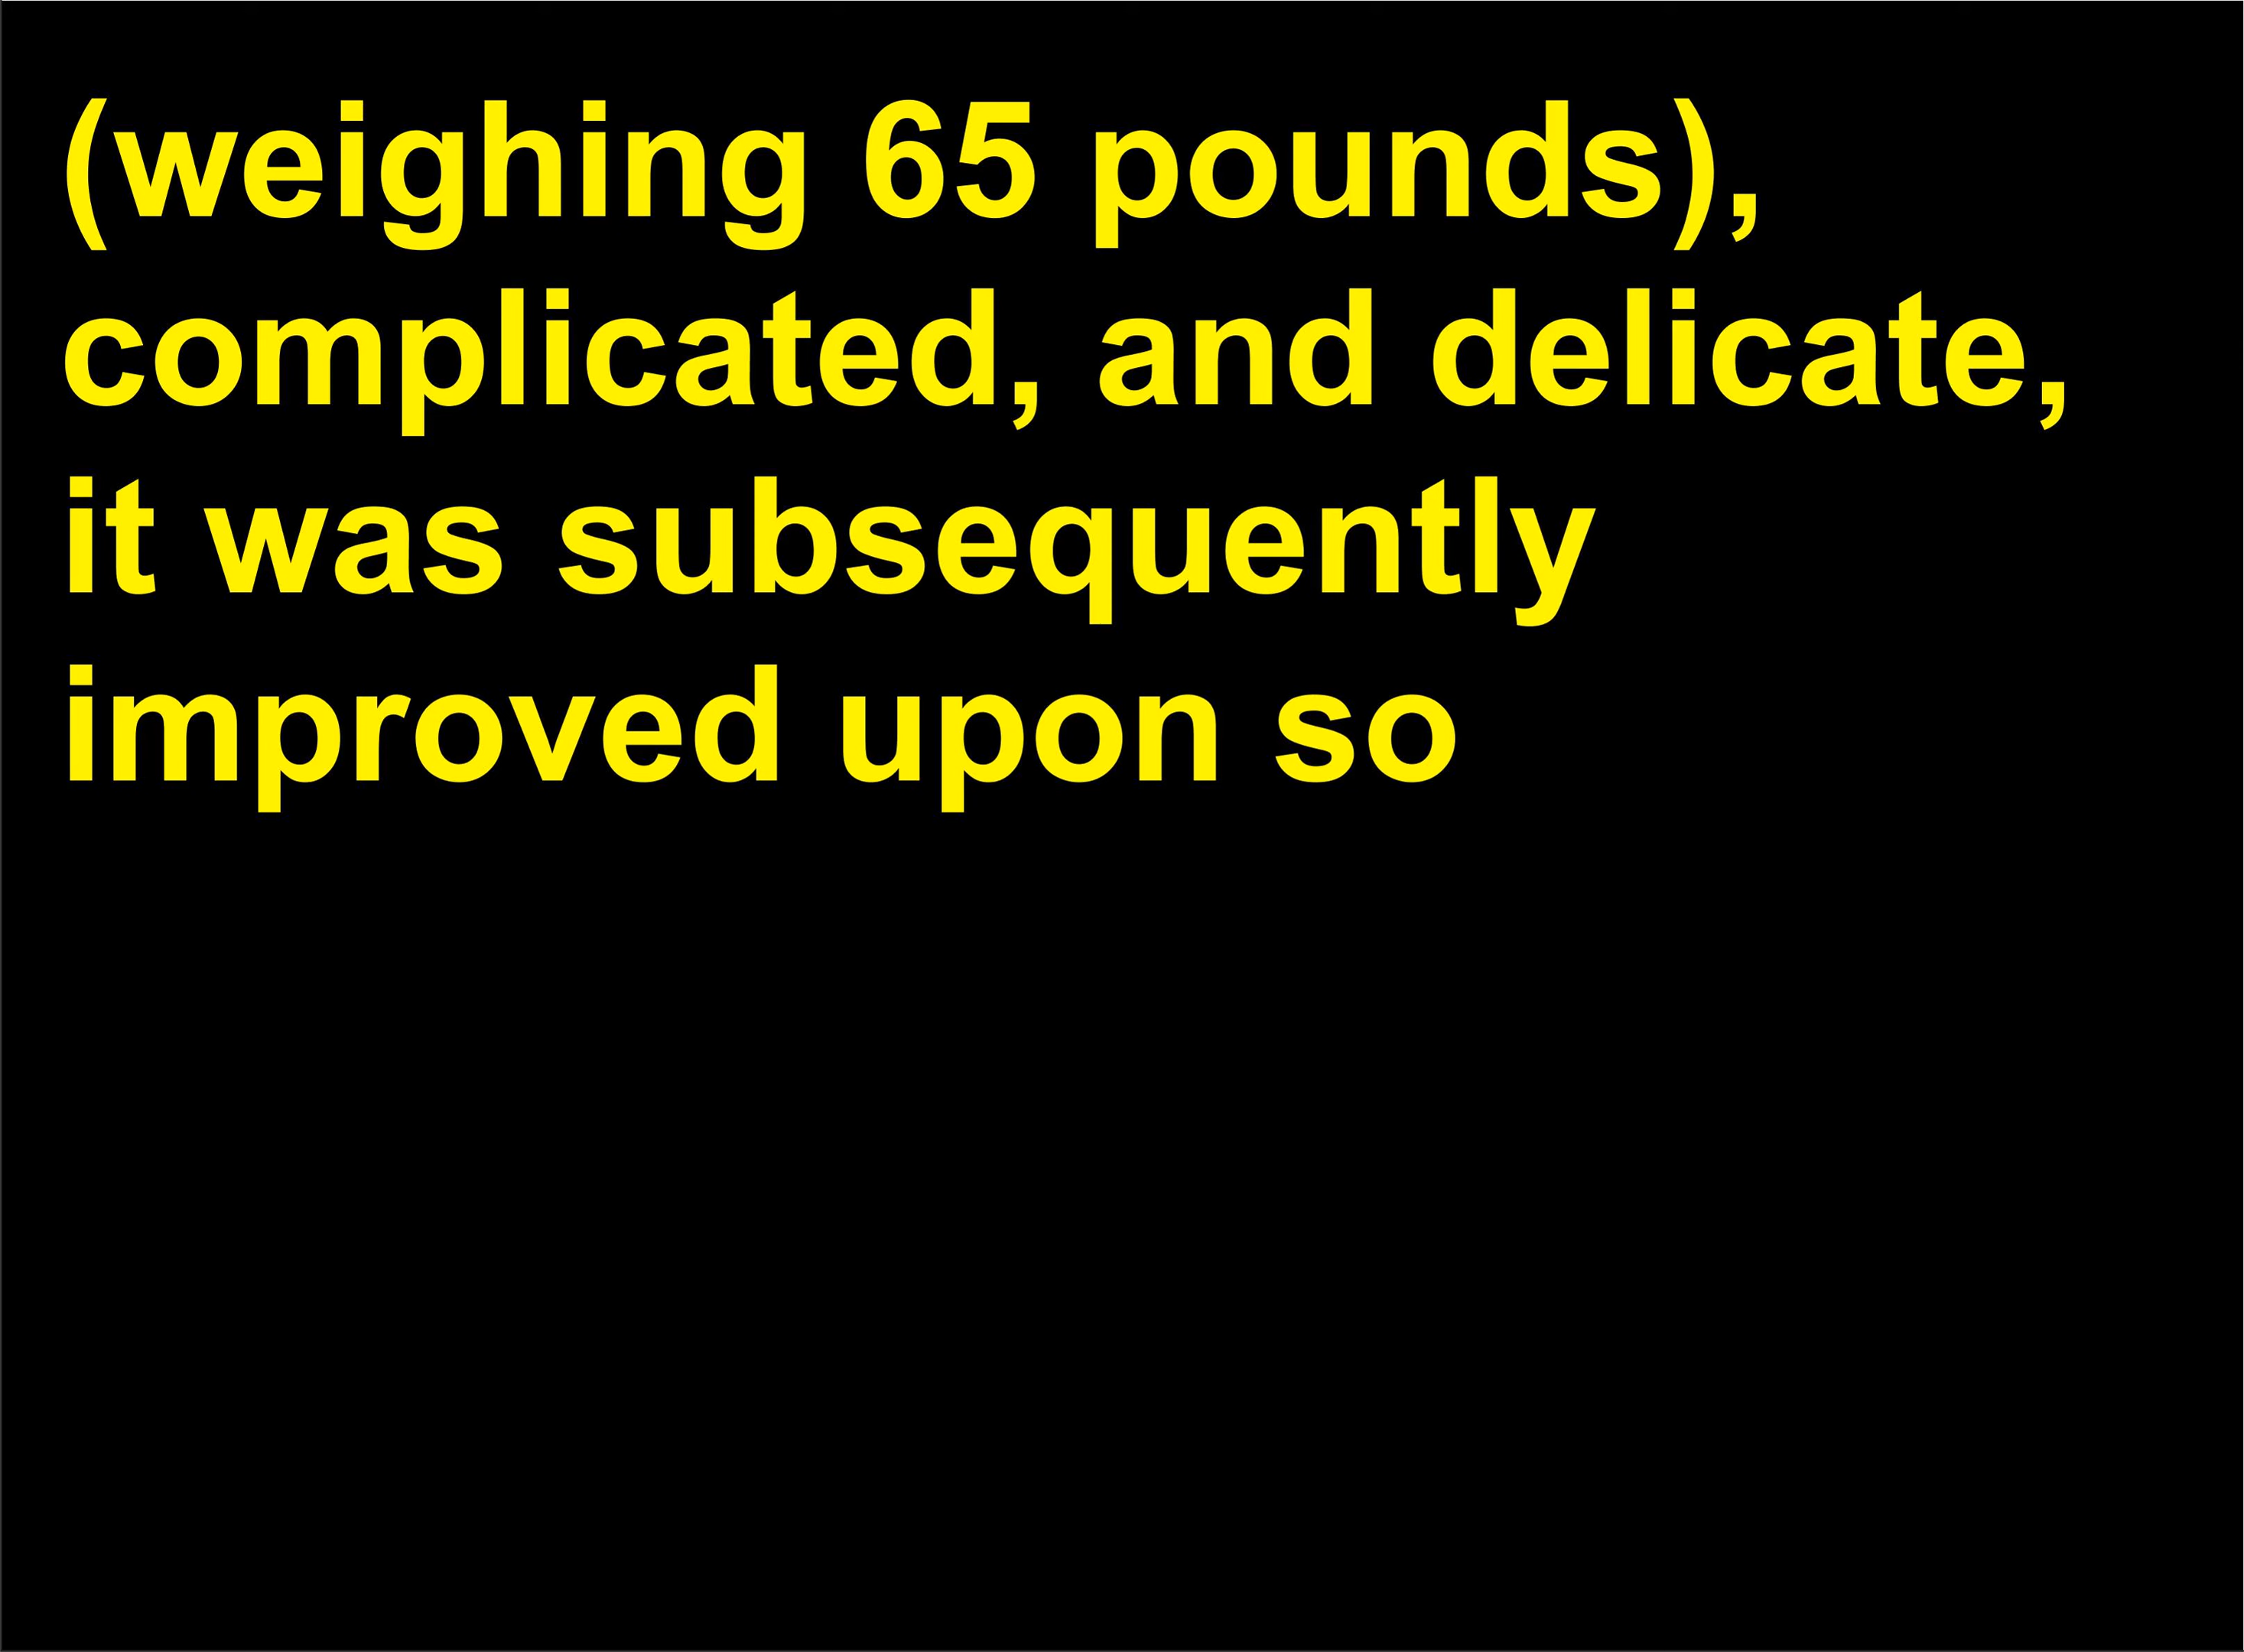 (weighing 65 pounds),
complicated, and delicate,
it was subsequently
improved upon so